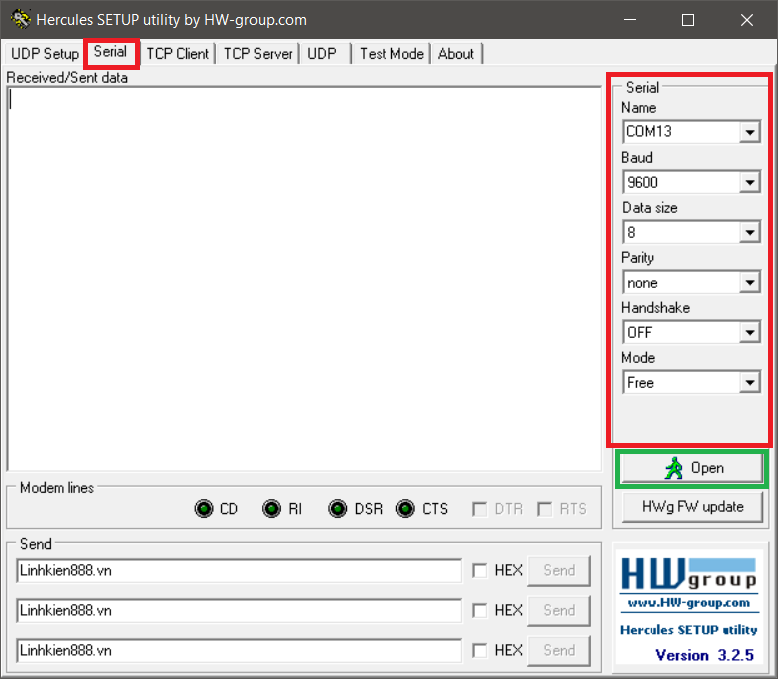 Hercules SETUP utility by HW-group.com
UDP Setup Serial TCP Client TCP Server UDP Test Mode About
Received/Sent data
Serial
Name
COM13
Baud
9600
Data size
8
Parity
none
Handshake
OFF
Mode
Free
Open
HWg FW update
Modem lines
CD RI DSR CTS DTR RTS
Send
Linhkien888.vn HEX Send
Linhkien888.vn HEX Send
Linhkien888.vn HEX Send
HW group
www.HW-group.com
Hercules SETUP utility
Version 3.2.5